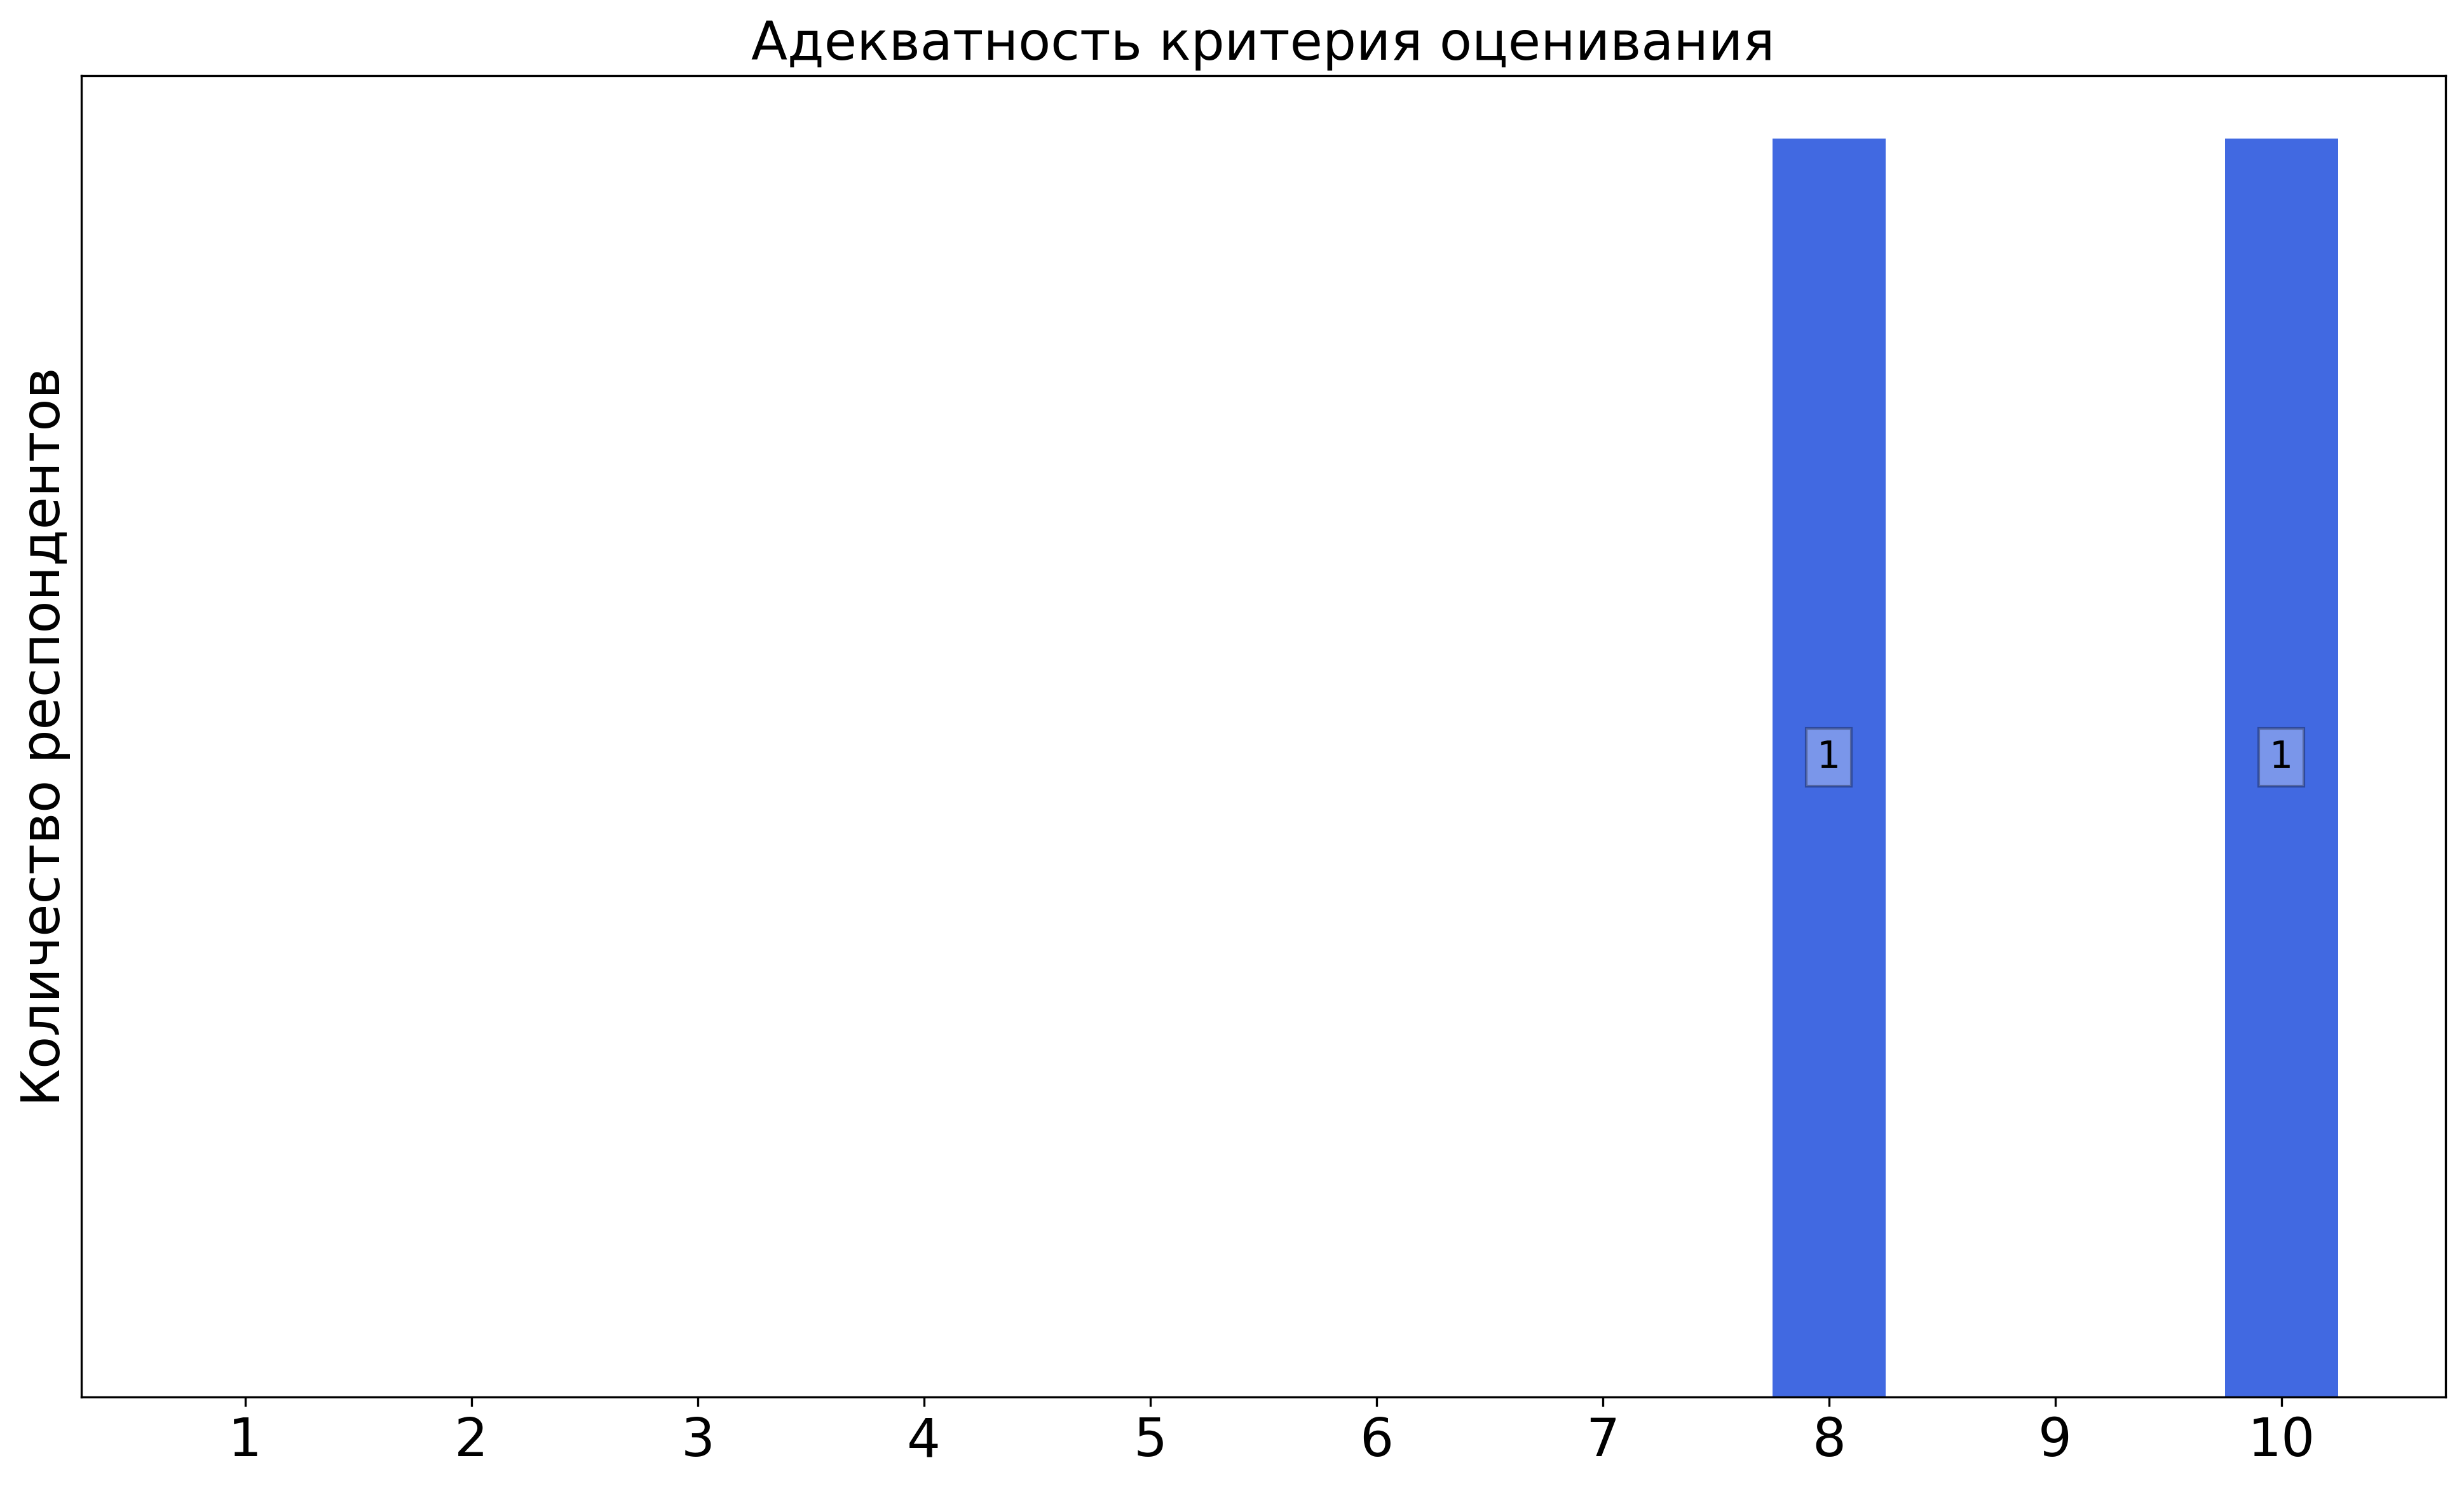 Адекватность критерия оценивания
Количество респондентов
1
1
1 2 3 4 5 6 7 8 9 10